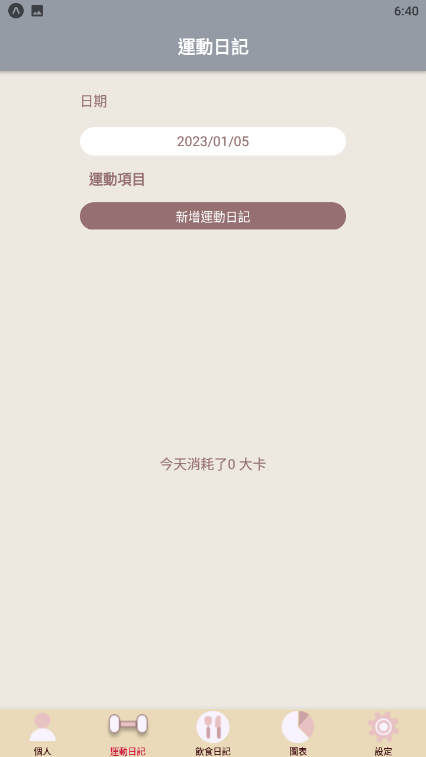 6:40
運動日記
日期
2023/01/05
運動項目
新增運動日記
今天消耗了0 大卡
個人
運動日記
飲食日記
圖表
設定